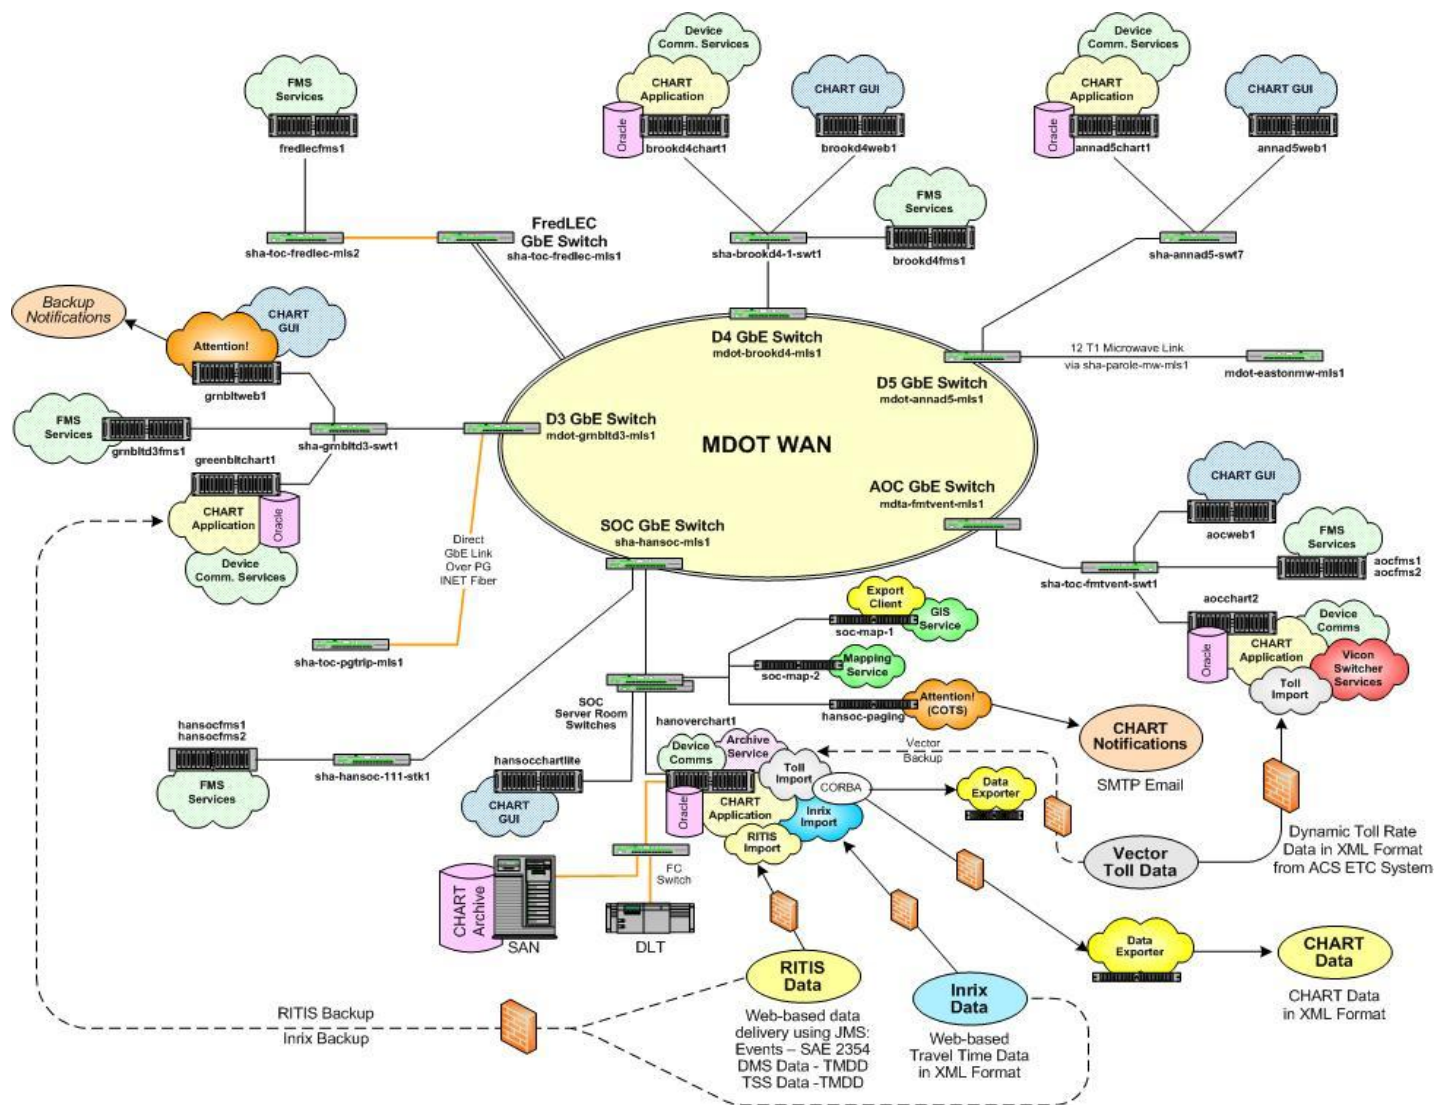 Device
Comm. Services
CHART
Application
Oracle
brookd4chart1
CHART GUI
brookd4web1
Device
Comm. Services
CHART
Application
Oracle
annad5chart1
CHART GUI
annad5web1
FMS
Services
fredlecfms1
FMS
Services
brookd4fms1
sha-toc-fredlec-mls2
FredLEC
GbE Switch
sha-toc-fredlec-mls1
sha-brookd4-1-swt1
sha-annad5-swt7
Backup
Notifications
CHART
GUI
Attention!
grnbltweb1
D4 GbE Switch
mdot-brookd4-mls1
12 T1 Microwave Link
via sha-parole-mw-mls1
mdot-eastonmw-mls1
D5 GbE Switch
mdot-annad5-mls1
FMS
Services
grnbltd3fms1
sha-grnbltd3-swt1
D3 GbE Switch
mdot-grnbltd3-mls1
MDOT WAN
greenbltchart1
CHART
Application
Oracle
Device
Comm. Services
AOC GbE Switch
mdta-fmtvent-mls1
CHART GUI
aocweb1
SOC GbE Switch
sha-hansoc-mls1
Direct
GbE Link
Over PG
INET Fiber
FMS
Services
aocfms1
aocfms2
sha-toc-fmtvent-swt1
sha-toc-pgtrip-mls1
Export
Client
GIS
Service
soc-map-1
Mapping
Service
soc-map-2
Attention!
(COTS)
hansoc-paging
aocchart2
Oracle
Device
Comms
CHART
Application
Vicon
Switcher
Services
Toll
Import
SOC
Server Room
Switches
CHART
Notifications
SMTP Email
hansocfms1
hansocfms2
FMS
Services
sha-hansoc-111-stk1
hansocchartlite
CHART
GUI
hanoverchart1
Device
Comms
Archive
Service
Toll
Import
CORBA
Oracle
CHART
Application
Inrix
Import
RITIS
Import
Vector
Backup
Data
Exporter
Vector
Toll Data
Dynamic Toll Rate
Data in XML Format
from ACS ETC System
FC
Switch
CHART
Archive
SAN
DLT
RITIS
Data
Inrix
Data
Data
Exporter
CHART
Data
CHART Data
in XML Format
RITIS Backup
Inrix Backup
Web-based data
delivery using JMS:
Events – SAE 2354
DMS Data - TMDD
TSS Data -TMDD
Web-based
Travel Time Data
in XML Format